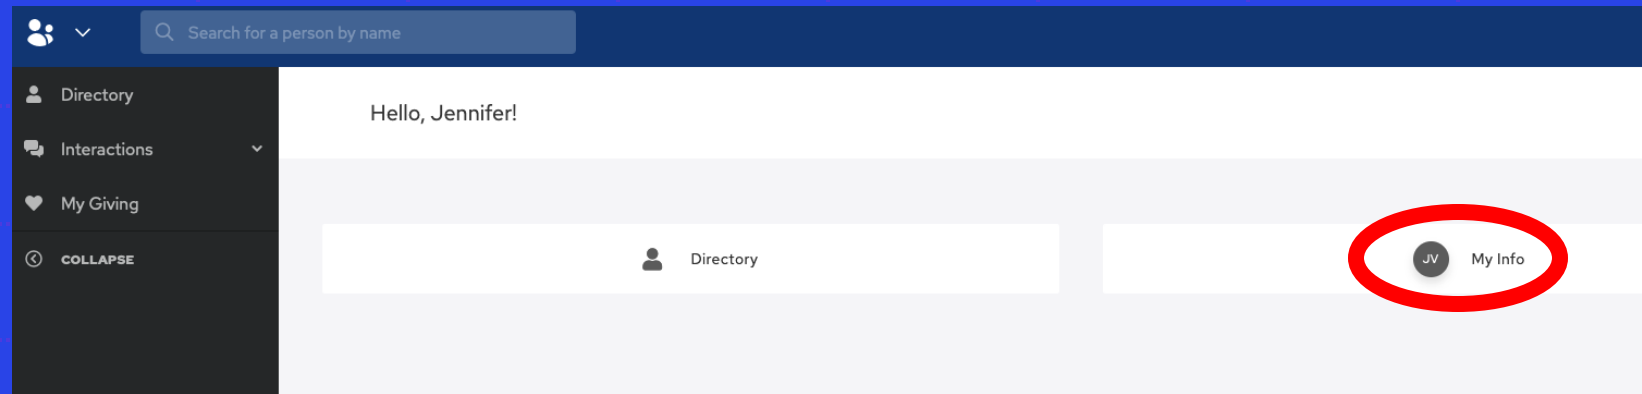 Search for a person by name
Directory
Interactions
My Giving
COLLAPSE
Hello, Jennifer!
Directory
JV My Info